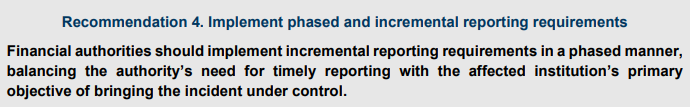 Recommendation 4. Implement phased and incremental reporting requirements
Financial authorities should implement incremental reporting requirements in a phased manner,
balancing the authority's need for timely reporting with the affected institution's primary
objective of bringing the incident under control.